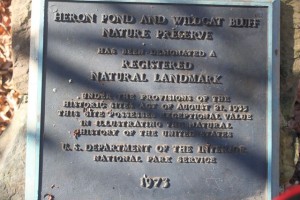 HERON POND AND WILDCAT BLUFF
NATURE PRESERVE
HAS BEEN DESIGNATED A
REGISTERED
NATURAL LANDMARK
UNDER THE PROVISIONS OF THE
HISTORIC SITES ACT OF AUGUST 21, 1935
THIS SITE POSSESSES EXCEPTIONAL VALUE
IN ILLUSTRATING THE NATURAL
HISTORY OF THE UNITED STATES
U.S. DEPARTMENT OF THE INTERIOR
NATIONAL PARK SERVICE
1973